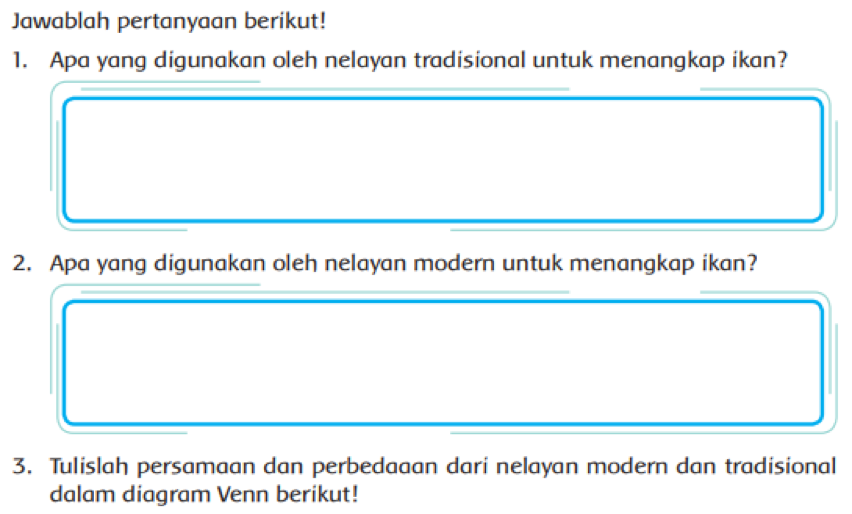 Jawablah pertanyaan berikut!
1. Apa yang digunakan oleh nelayan tradisional untuk menangkap ikan?
2. Apa yang digunakan oleh nelayan modern untuk menangkap ikan?
3. Tulislah persamaan dan perbedaaan dari nelayan modern dan tradisional
dalam diagram Venn berikut!